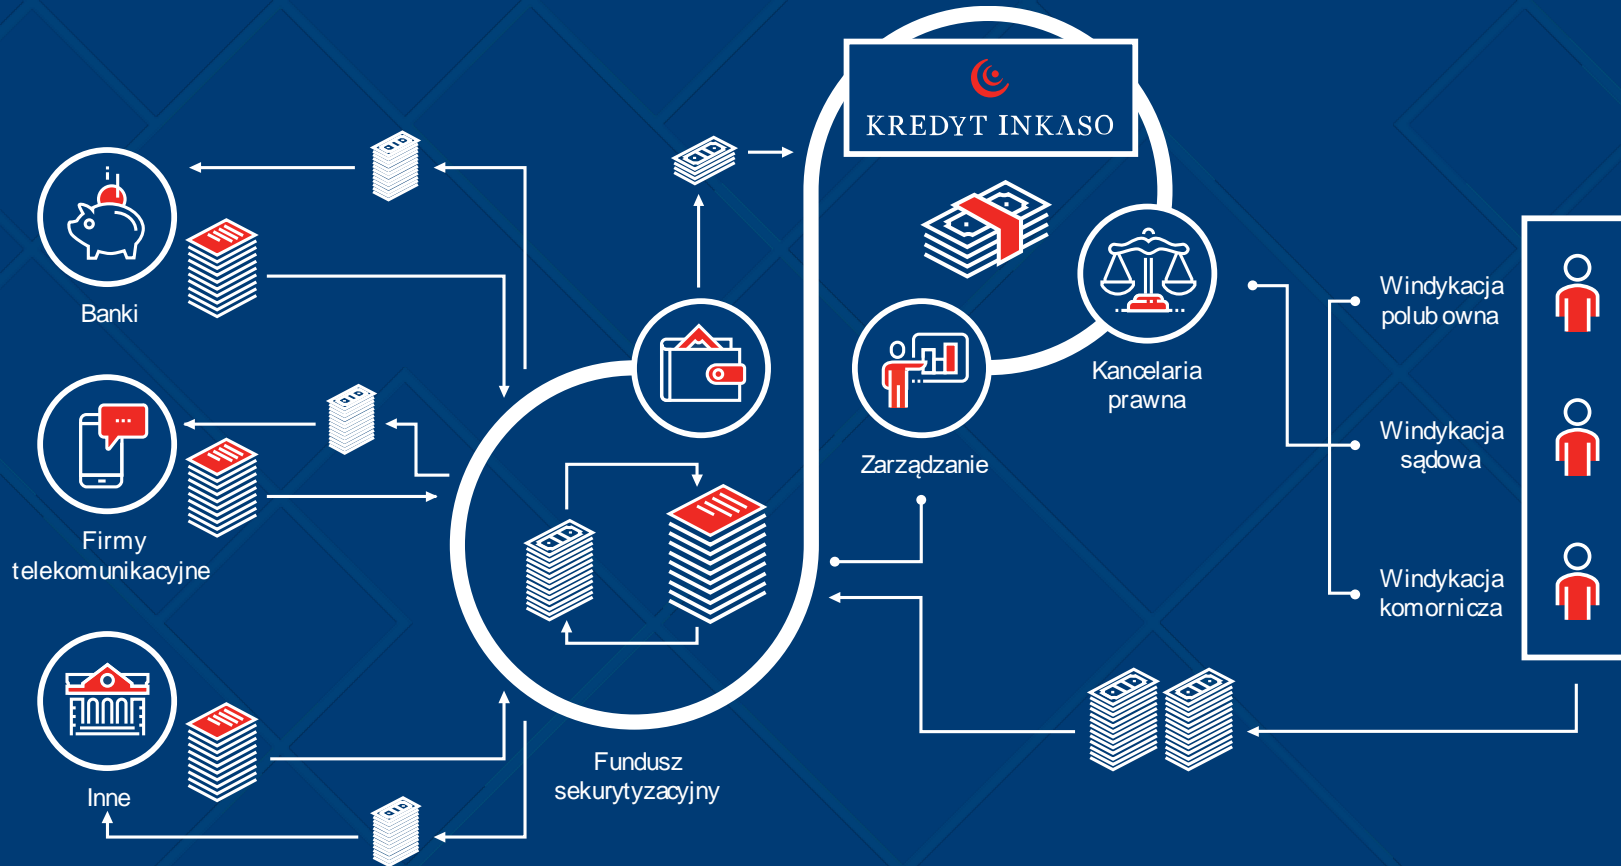 KREDYT INKASO
Banki
Firmy
telekomunikacyjne
Inne
Fundusz
sekurytyzacyjny
Zarządzanie
Kancelaria
prawna
Windykacja
polubowna
Windykacja
sądowa
Windykacja
komornicza